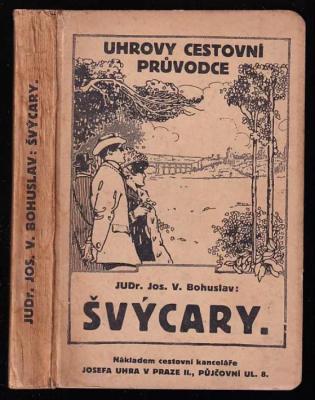 JUDr. JOS. V. BOHUSLAV: ŠVÝCARY.
UHROVY CESTOVNÍ
PRŮVODCE
JUDr. Jos. V. Bohuslav:
ŠVÝCARY.
Nákladem cestovní kanceláře
JOSEFA UHRA V PRAZE II., PŮJČOVNÍ UL. 8.